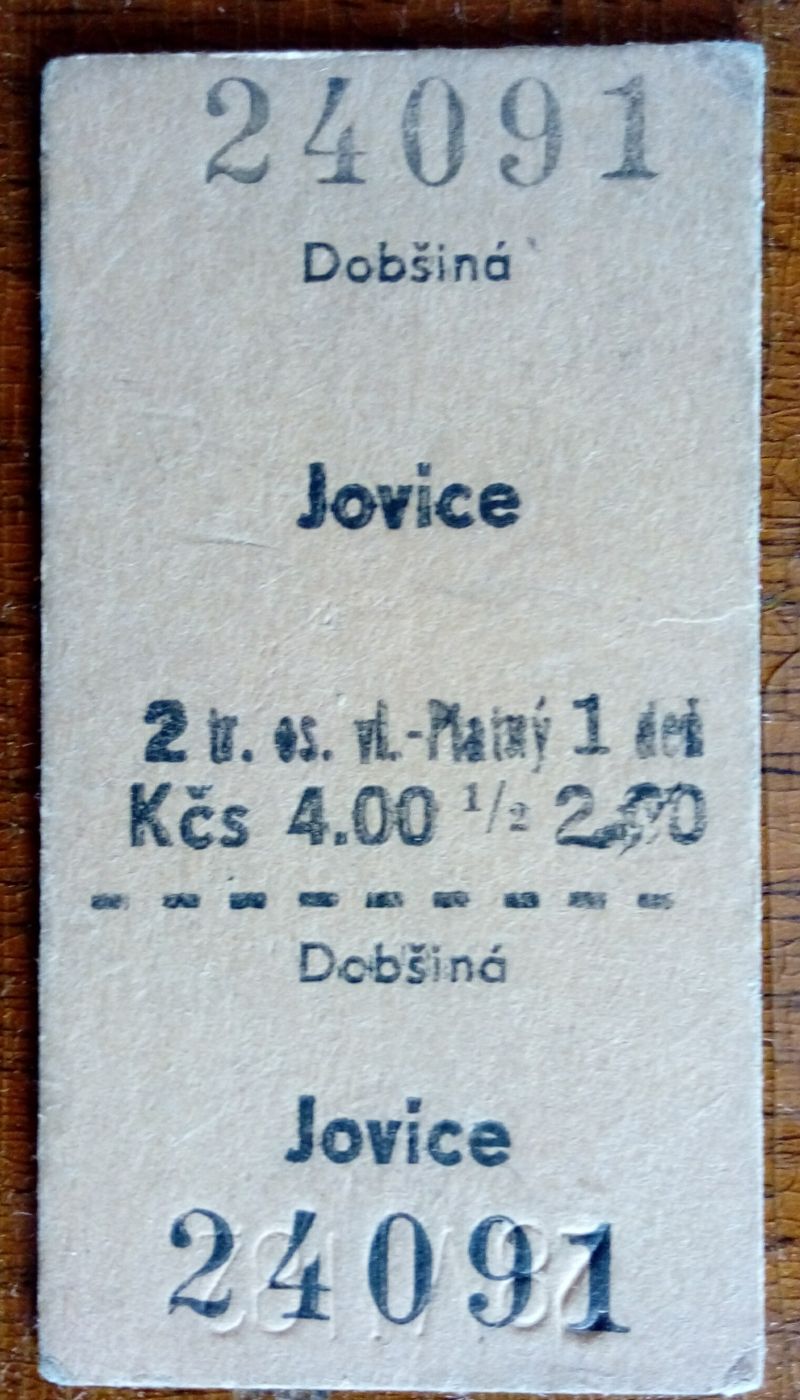 24091
Dobšiná
Jovice
2 tr. os. vl.-Platný 1 deň
Kčs 4.00 1/2 2.00
Dobšiná
Jovice
24091